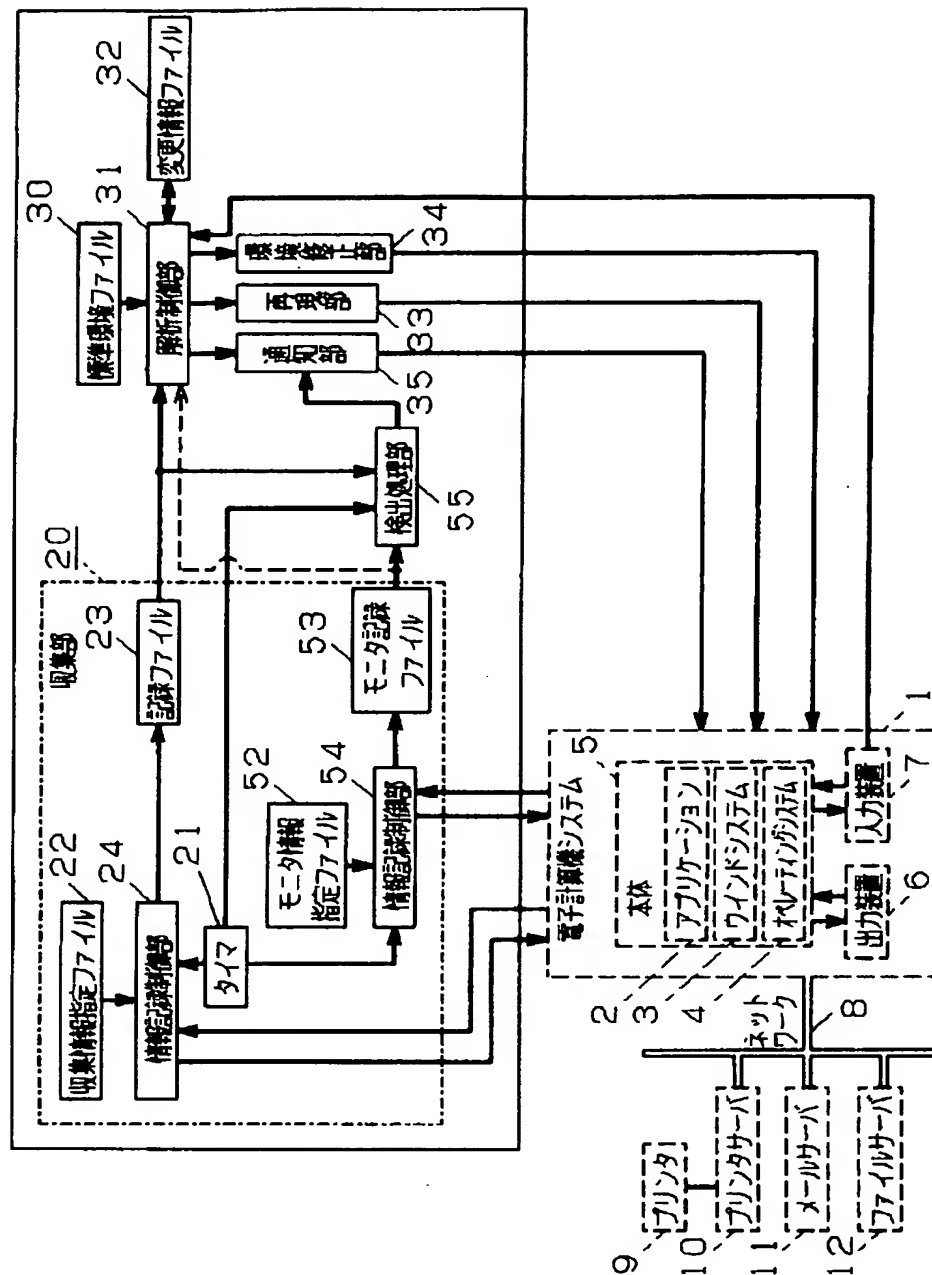 収集部
20
22
収集情報指定ファイル
24
情報記録制御部
21
タイマ
23
記録ファイル
52
モニタ情報
指定ファイル
54
情報記録制御部
53
モニタ記録
ファイル
検出処理部
55
30
標準環境ファイル
31
解析制御部
32
変更情報ファイル
通知部
35
再現部
33
環境修正部
34
電子計算機システム
1
5
本体
アプリケーション
2
ウインドシステム
3
オペレーティングシステム
4
出力装置
6
入力装置
7
ネット
ワーク
8
プリンタ
9
プリンタサーバ
10
メールサーバ
11
ファイルサーバ
12